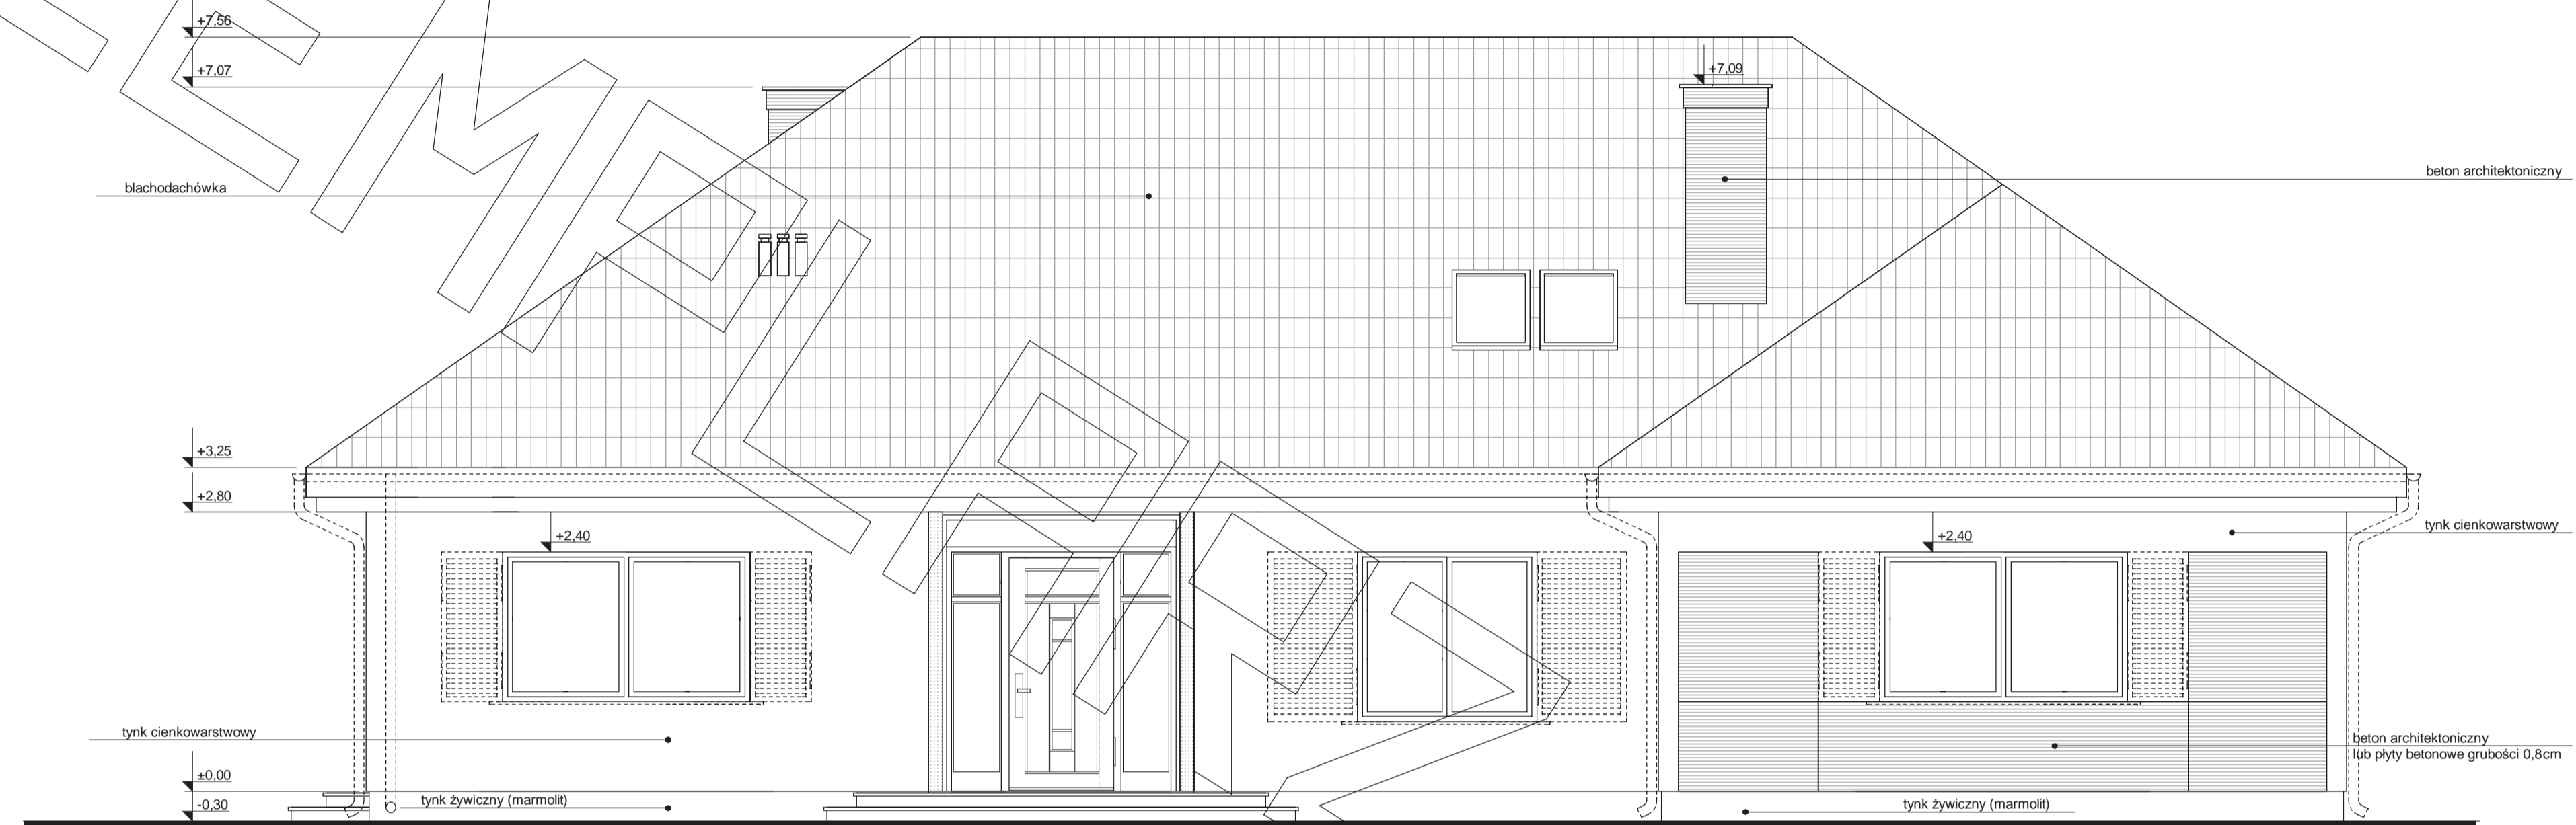 +7,56
+7,07
+7,09
blachodachówka
beton architektoniczny
+3,25
+2,80
+2,40
+2,40
tynk cienkowarstwowy
tynk cienkowarstwowy
beton architektoniczny
lub płyty betonowe grubości 0,8cm
±0,00
-0,30
tynk żywiczny (marmolit)
tynk żywiczny (marmolit)